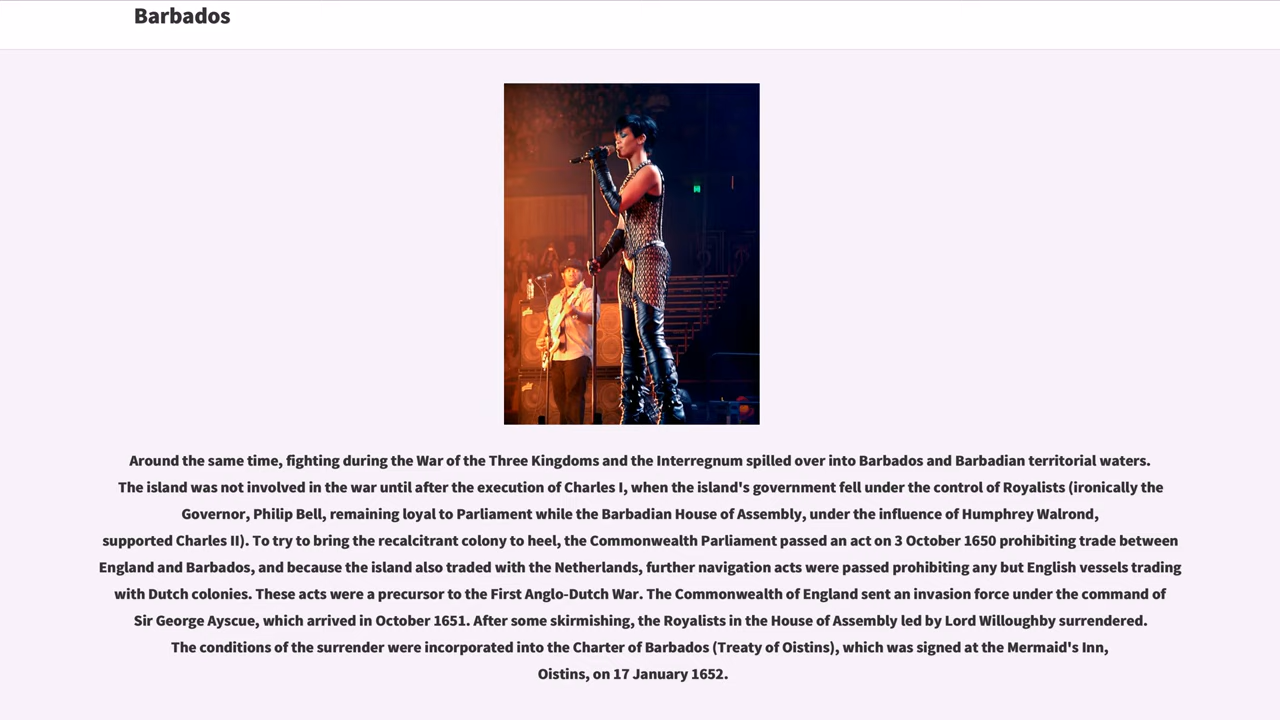 Barbados
Around the same time, fighting during the War of the Three Kingdoms and the Interregnum spilled over into Barbados and Barbadian territorial waters.
The island was not involved in the war until after the execution of Charles I, when the island's government fell under the control of Royalists (ironically the
Governor, Philip Bell, remaining loyal to Parliament while the Barbadian House of Assembly, under the influence of Humphrey Walrond,
supported Charles II). To try to bring the recalcitrant colony to heel, the Commonwealth Parliament passed an act on 3 October 1650 prohibiting trade between
England and Barbados, and because the island also traded with the Netherlands, further navigation acts were passed prohibiting any but English vessels trading
with Dutch colonies. These acts were a precursor to the First Anglo-Dutch War. The Commonwealth of England sent an invasion force under the command of
Sir George Ayscue, which arrived in October 1651. After some skirmishing, the Royalists in the House of Assembly led by Lord Willoughby surrendered.
The conditions of the surrender were incorporated into the Charter of Barbados (Treaty of Oistins), which was signed at the Mermaid's Inn,
Oistins, on 17 January 1652.